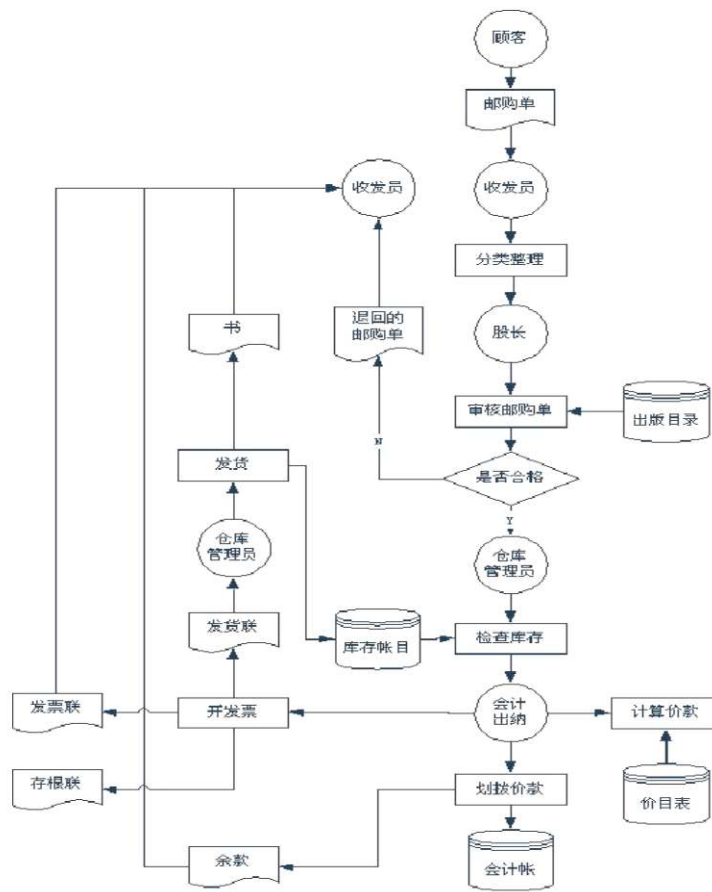 顾客
邮购单
收发员
收发员
分类整理
书
退回的
邮购单
股长
审核邮购单
出版目录
N
发货
是否合格
Y
仓库
管理员
仓库
管理员
发货联
库存帐目
检查库存
发票联
开发票
会计
出纳
计算价款
存根联
划拨价款
价目表
余款
会计帐